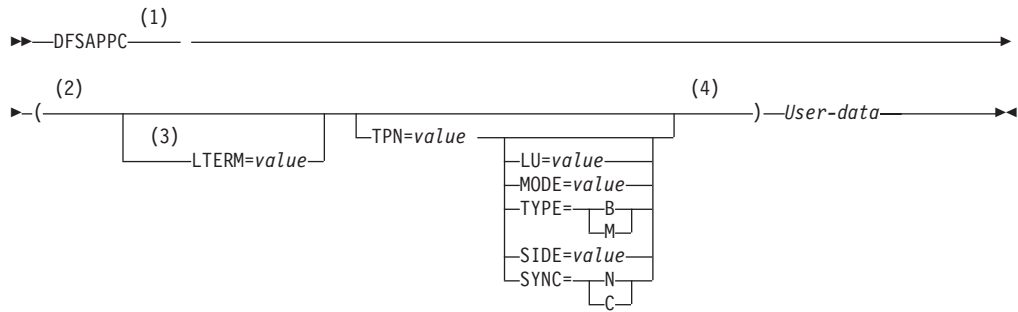 (1)
DFSAPPC
(2) (4)
( ) User-data
(3) TPN=value
LTERM=value LU=value
MODE=value
TYPE= B
M
SIDE=value
SYNC= N
C